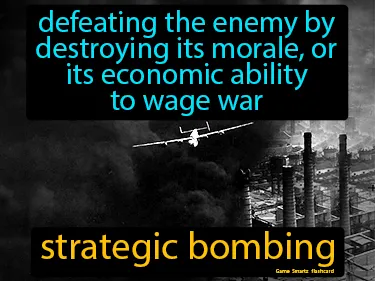 defeating the enemy by
destroying its morale, or
its economic ability
to wage war
strategic bombing
Game Smartz flashcard